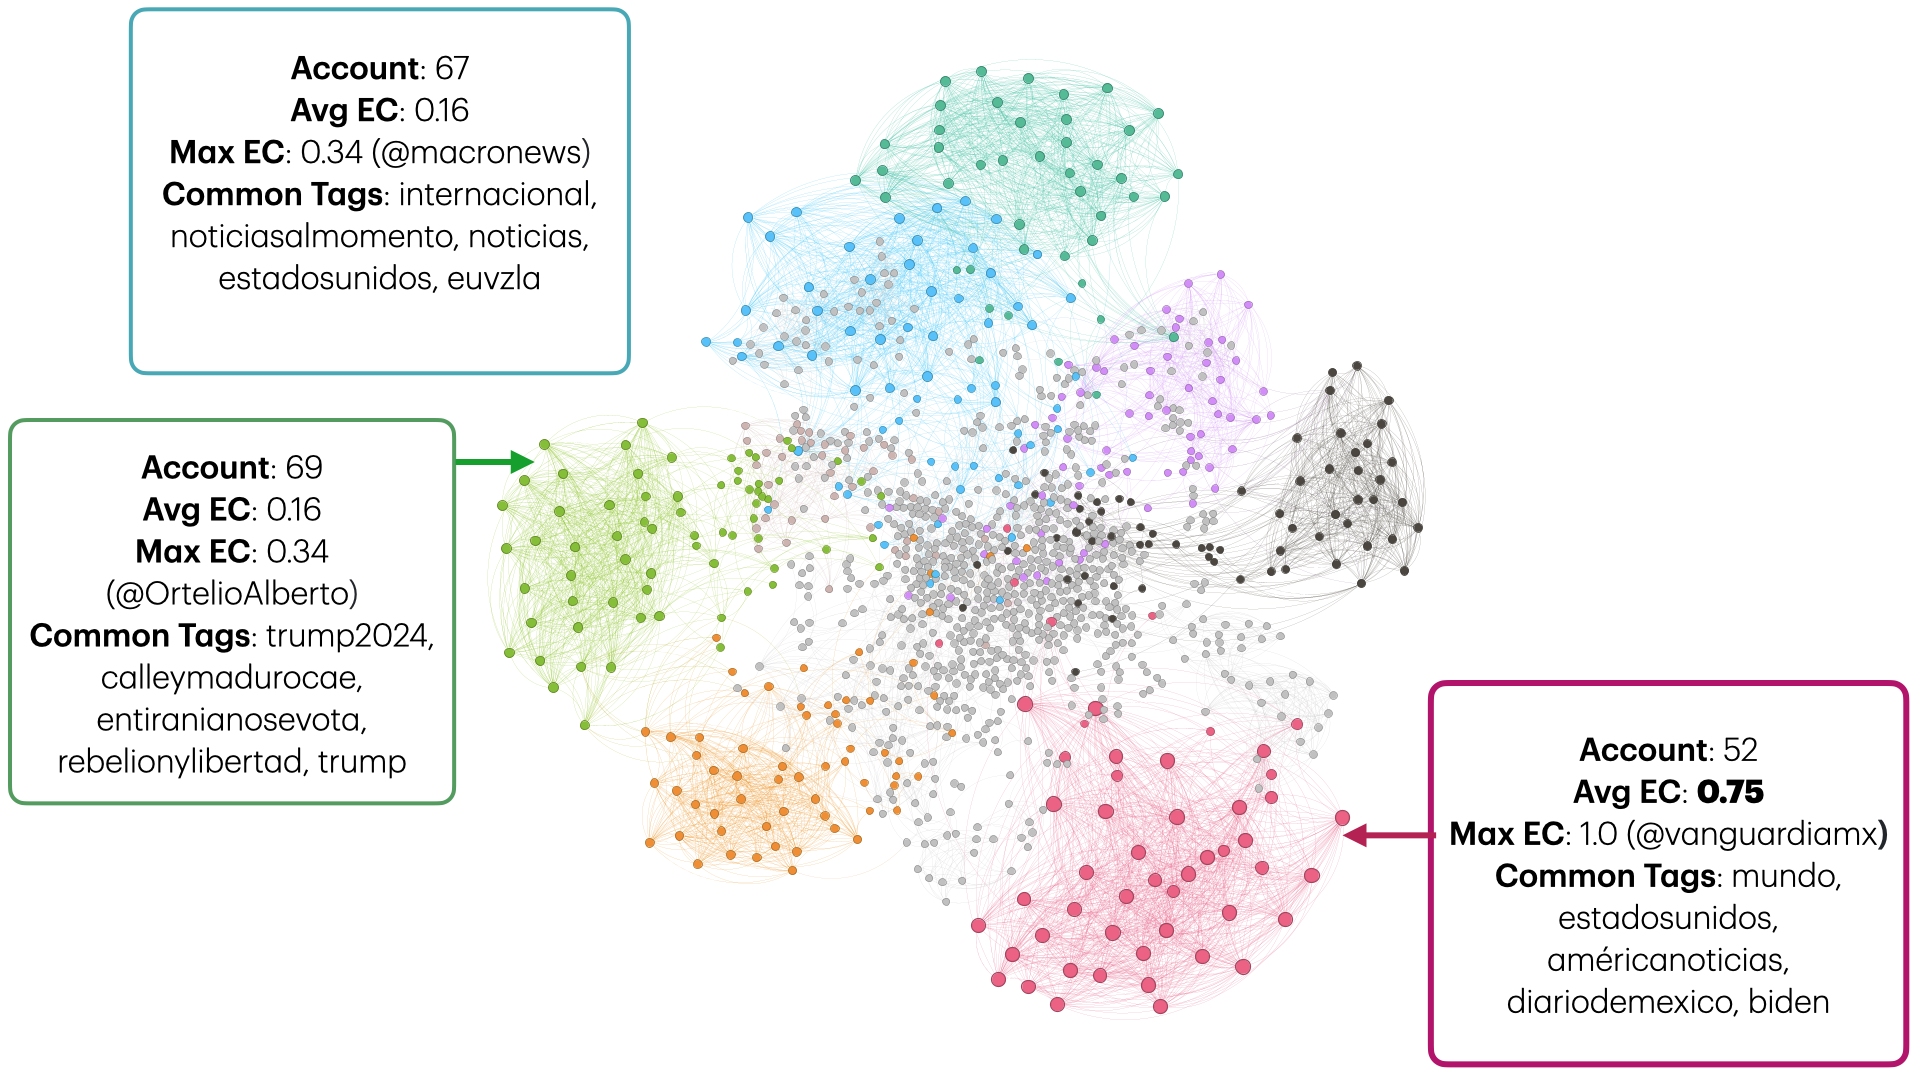 Account: 67
Avg EC: 0.16
Max EC: 0.34 (@macronews)
Common Tags: internacional,
noticiasalmomento, noticias,
estadosunidos, euvzla
Account: 69
Avg EC: 0.16
Max EC: 0.34
(@OrtelioAlberto)
Common Tags: trump2024,
calleymadurocae,
entiranianosevota,
rebelionylibertad, trump
Account: 52
Avg EC: 0.75
Max EC: 1.0 (@vanguardiamx)
Common Tags: mundo,
estadosunidos,
américanoticias,
diariodemexico, biden